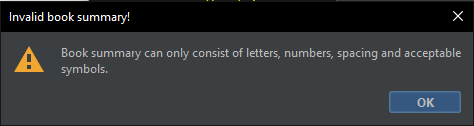 Invalid book summary!
Book summary can only consist of letters, numbers, spacing and acceptable
symbols.
OK